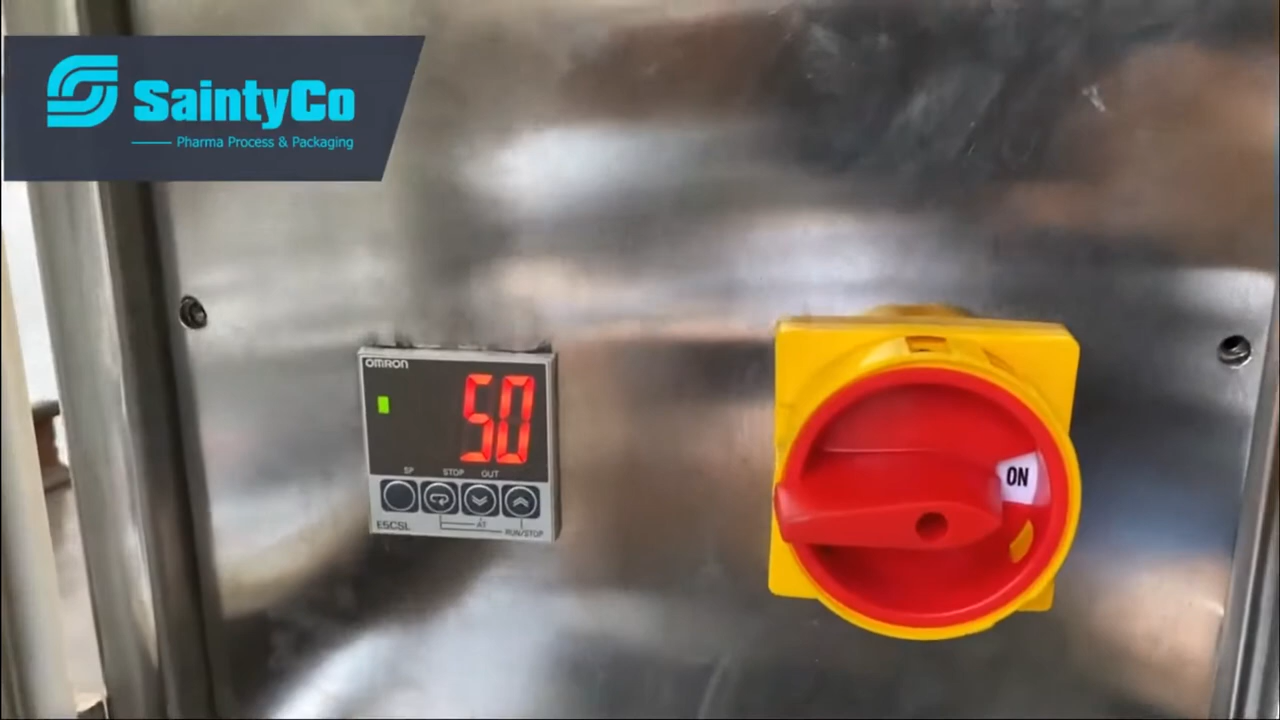 SaintyCo
Pharma Process & Packaging
OMRON
50
SP STOP OUT
AT
E5CSL
RUN/STOP
ON